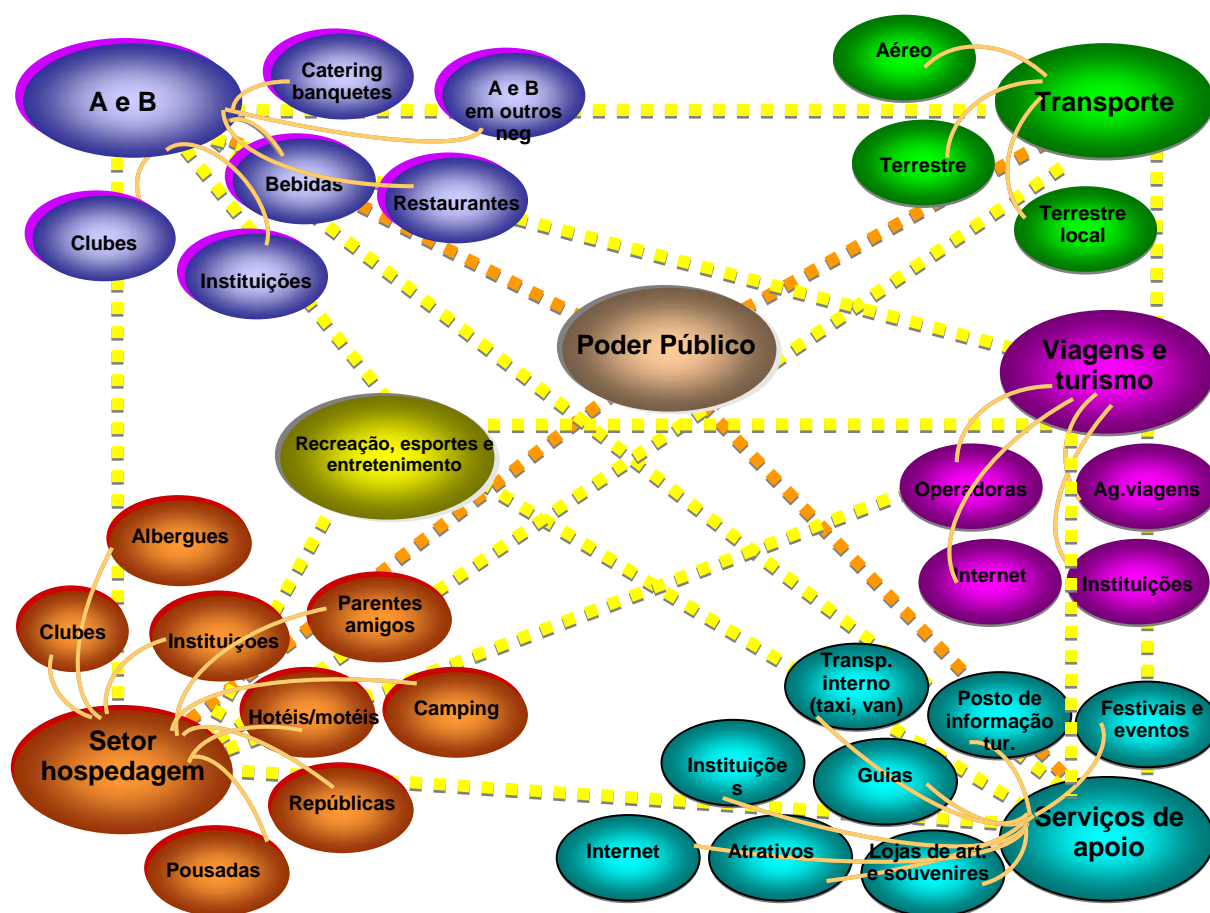 A e B
Catering
banquetes
A e B
em outros
neg
Bebidas
Restaurantes
Clubes
Instituições
Aéreo
Transporte
Terrestre
Terrestre
local
Poder Público
Viagens e
turismo
Recreação, esportes e
entretenimento
Operadoras
Ag.viagens
Internet
Instituições
Albergues
Clubes
Instituições
Parentes
amigos
Hotéis/motéis
Camping
Setor
hospedagem
Repúblicas
Pousadas
Transp.
interno
(taxi, van)
Posto de
informação
tur.
Festivais e
eventos
Instituiçõe
s
Guias
Serviços de
apoio
Internet
Atrativos
Lojas de art.
e souvenires